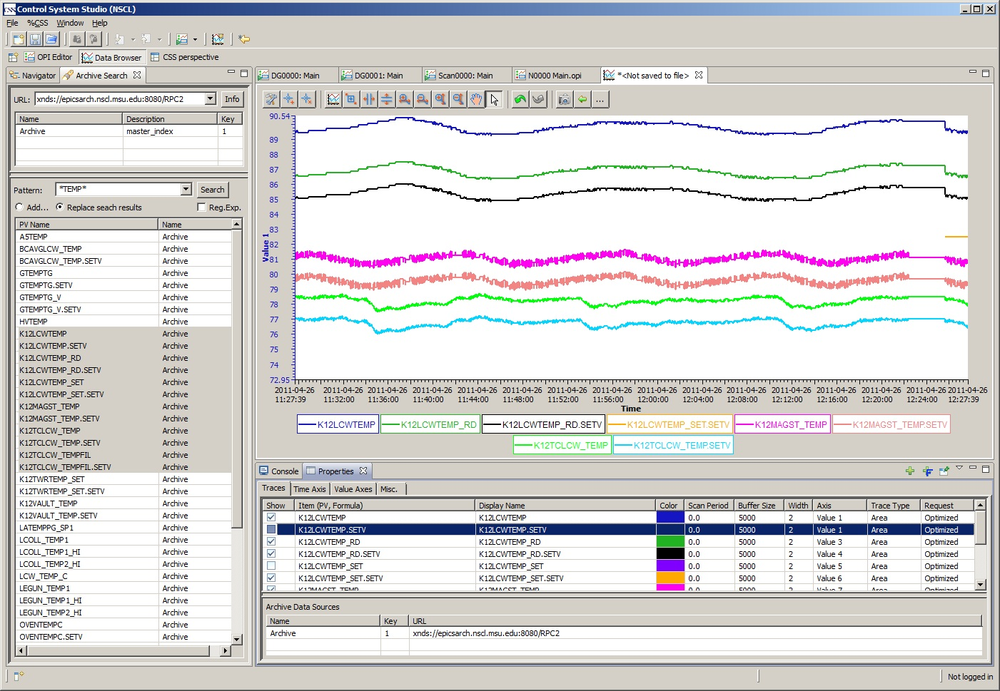 CSS Control System Studio (NSCL)
File %CSS Window Help
OPI Editor Data Browser CSS perspective
Navigator Archive Search
URL: xnds://epicsarch.nscl.msu.edu:8080/RPC2 Info
Name Description Key
Archive master_index 1
Pattern: *TEMP* Search
Add... Replace seach results Reg.Exp.
PV Name Name
A5TEMP Archive
BCAVGLCW_TEMP Archive
BCAVGLCW_TEMP.SETV Archive
GTEMPTG Archive
GTEMPTG.SETV Archive
GTEMPTG_V Archive
GTEMPTG_V.SETV Archive
HVTEMP Archive
K12LCWTEMP Archive
K12LCWTEMP.SETV Archive
K12LCWTEMP_RD Archive
K12LCWTEMP_RD.SETV Archive
K12LCWTEMP_SET Archive
K12LCWTEMP_SET.SETV Archive
K12MAGST_TEMP Archive
K12MAGST_TEMP.SETV Archive
K12TCLCW_TEMP Archive
K12TCLCW_TEMP.SETV Archive
K12TCLCW_TEMPFIL Archive
K12TCLCW_TEMPFIL.SETV Archive
K12TWRTEMP_SET Archive
K12TWRTEMP_SET.SETV Archive
K12VAULT_TEMP Archive
K12VAULT_TEMP.SETV Archive
LATEMPPG_SP1 Archive
LCOLL_TEMP1 Archive
LCOLL_TEMP1_HI Archive
LCOLL_TEMP2_HI Archive
LCW_TEMP_C Archive
LEGUN_TEMP1 Archive
LEGUN_TEMP1_HI Archive
LEGUN_TEMP2_HI Archive
OVENTEMPC Archive
OVENTEMPC.SETV Archive
DG0000: Main DG0001: Main Scan0000: Main N0000 Main.opi *<Not saved to file>
...
90.54
89
88
87
86
85
84
83
82
81
80
79
78
77
76
75
74
72.95
Value 1
2011-04-26 2011-04-26 2011-04-26 2011-04-26 2011-04-26 2011-04-26 2011-04-26 2011-04-26 2011-04-26 2011-04-26 2011-04-26 2011-04-26 2011-04-26 2011-04-26 2011-04-26 2011-04-26
11:27:39 11:32:00 11:36:00 11:40:00 11:44:00 11:48:00 11:52:00 11:56:00 12:00:00 12:04:00 12:08:00 12:12:00 12:16:00 12:20:00 12:24:00 12:27:39
Time
K12LCWTEMP K12LCWTEMP_RD K12LCWTEMP_RD.SETV K12LCWTEMP_SET.SETV K12MAGST_TEMP K12MAGST_TEMP.SETV
K12TCLCW_TEMP K12TCLCW_TEMP.SETV
Console Properties
Traces Time Axis Value Axes Misc.
Show Item (PV, Formula) Display Name Color Scan Period Buffer Size Width Axis Trace Type Request
K12LCWTEMP K12LCWTEMP 0.0 5000 2 Value 1 Area Optimized
K12LCWTEMP.SETV K12LCWTEMP.SETV 0.0 5000 2 Value 1 Area Optimized
K12LCWTEMP_RD K12LCWTEMP_RD 0.0 5000 2 Value 3 Area Optimized
K12LCWTEMP_RD.SETV K12LCWTEMP_RD.SETV 0.0 5000 2 Value 4 Area Optimized
K12LCWTEMP_SET K12LCWTEMP_SET 0.0 5000 2 Value 5 Area Optimized
K12LCWTEMP_SET.SETV K12LCWTEMP_SET.SETV 0.0 5000 2 Value 6 Area Optimized
K12MAGST_TEMP K12MAGST_TEMP 0.0 5000 2 Value 7 Area Optimized
Archive Data Sources
Name Key URL
Archive 1 xnds://epicsarch.nscl.msu.edu:8080/RPC2
Not logged in